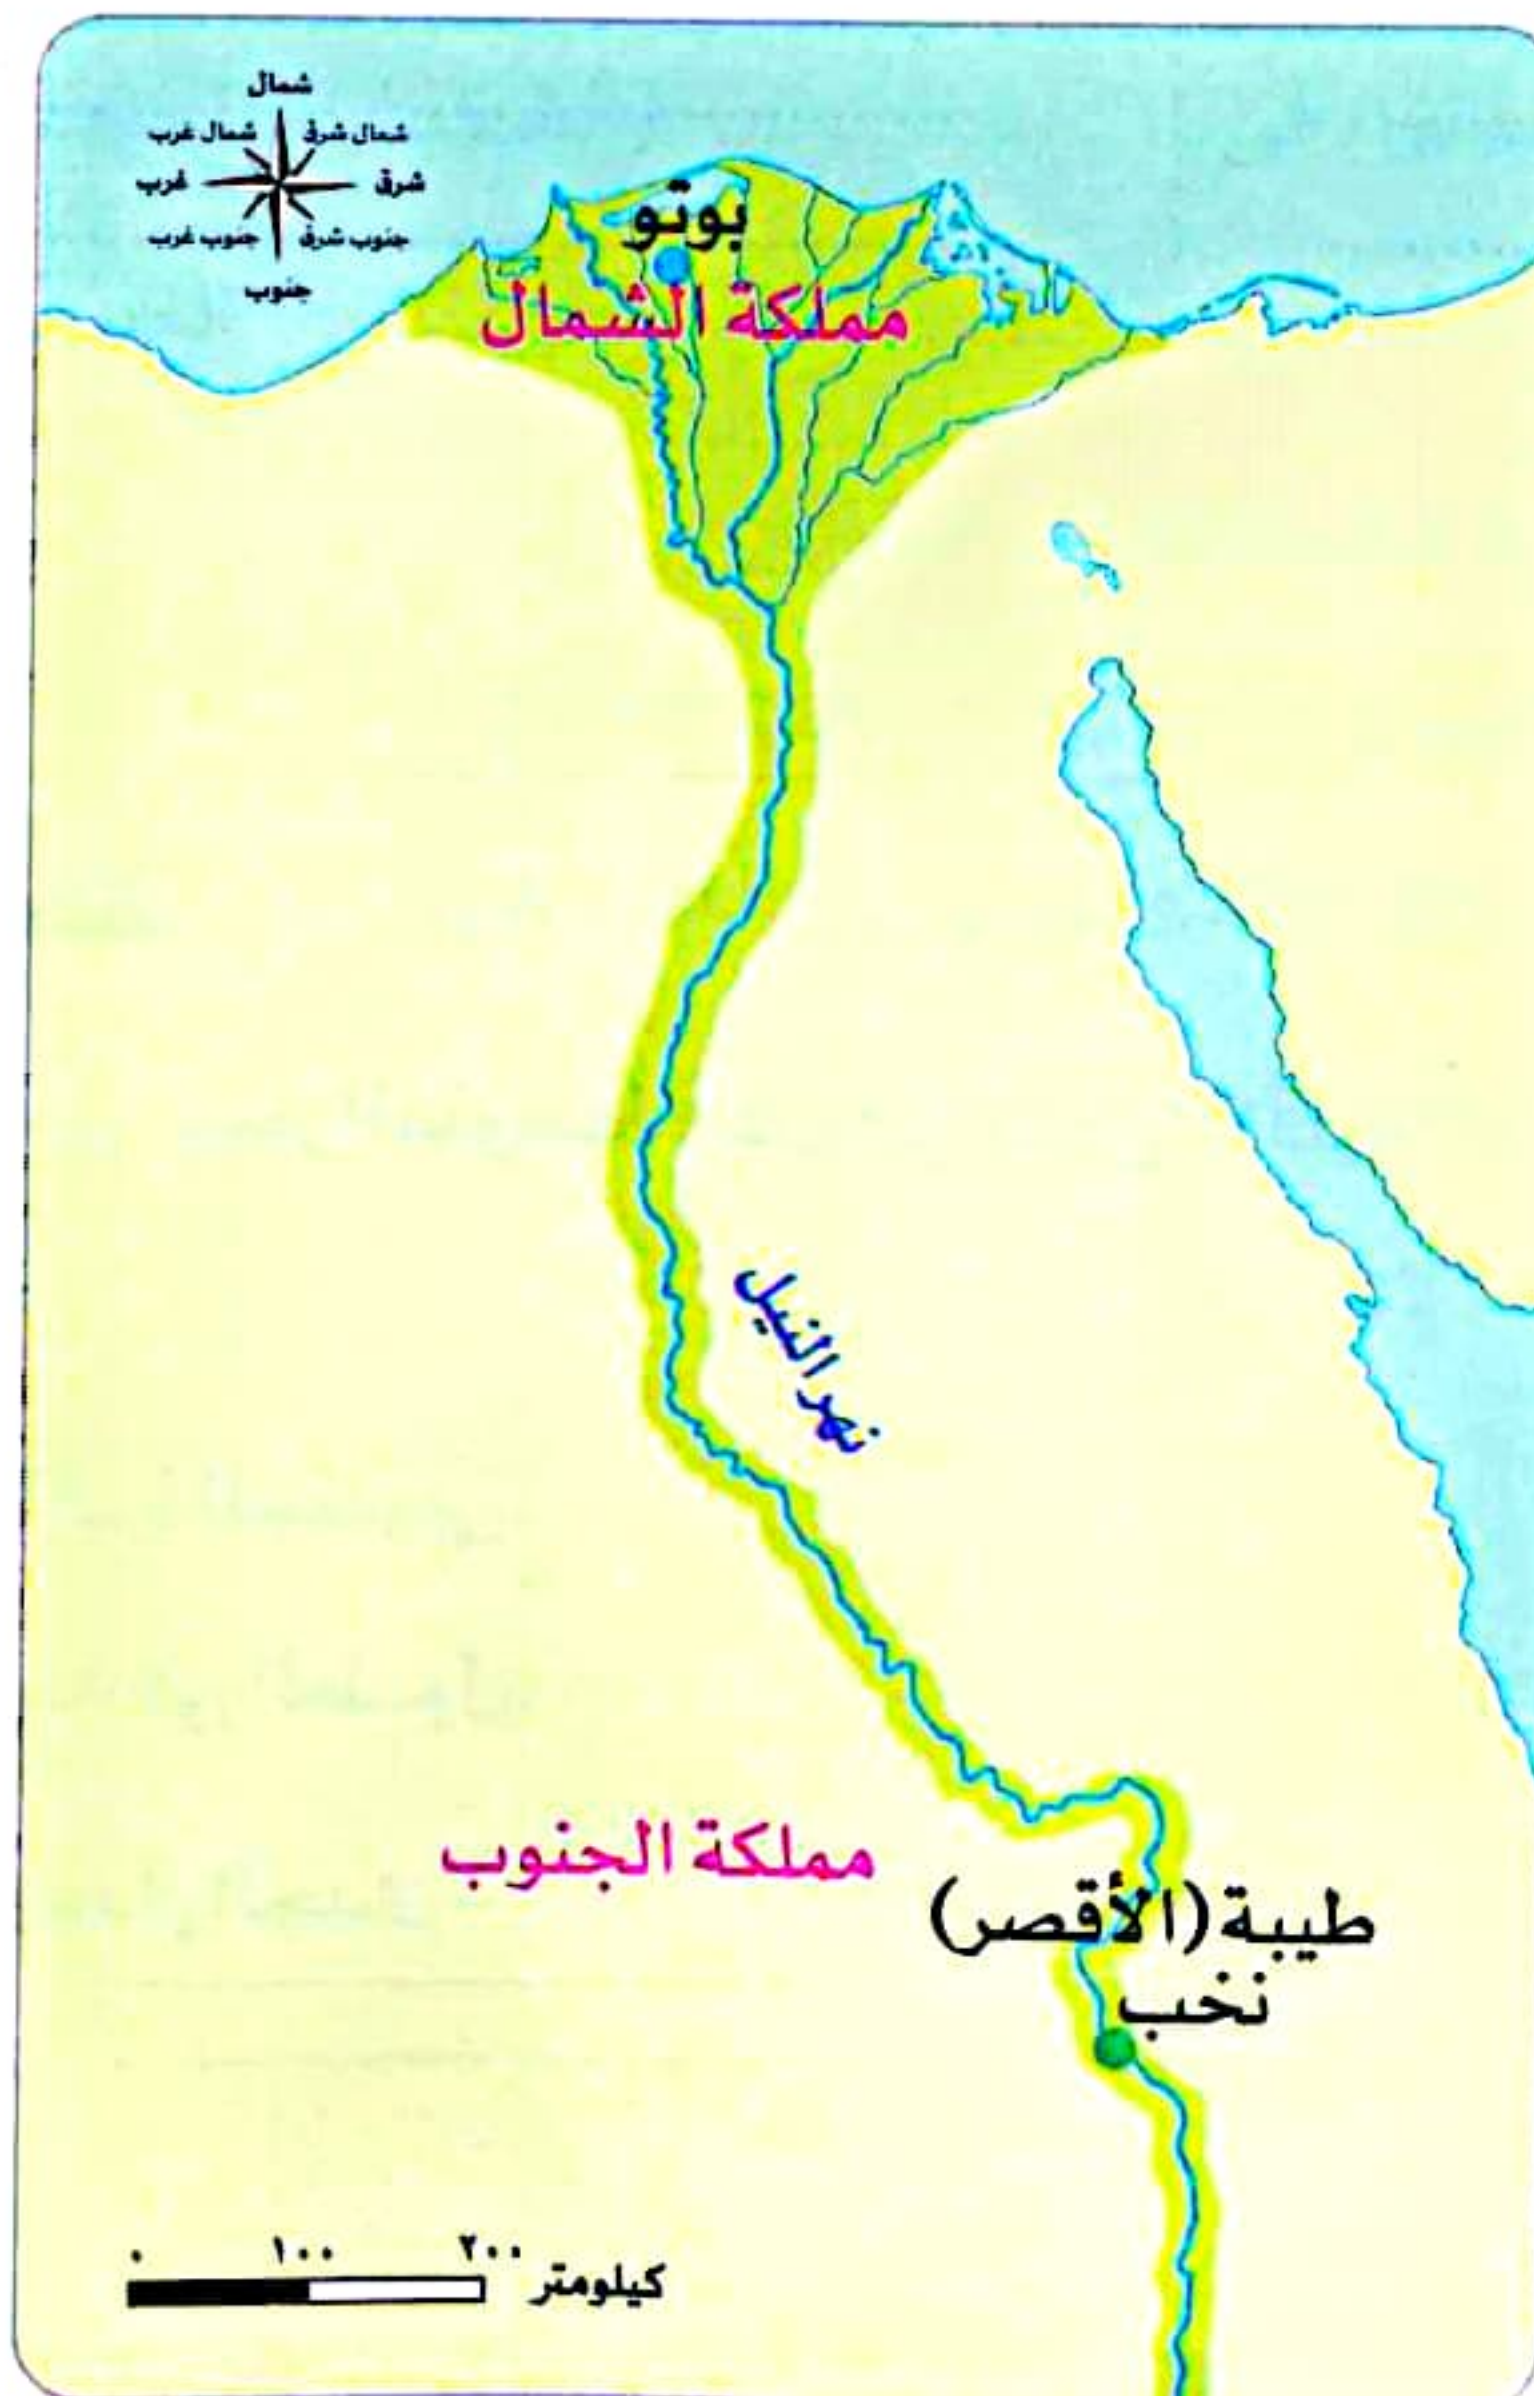 شمال
شمال غرب
شمال شرق
غرب
شرق
جنوب غرب
جنوب شرق
جنوب
بوتو
مملكة الشمال
نهر النيل
مملكة الجنوب
طيبة (الأقصر)
نخب
٠ ١٠٠ ٢٠٠ كيلومتر